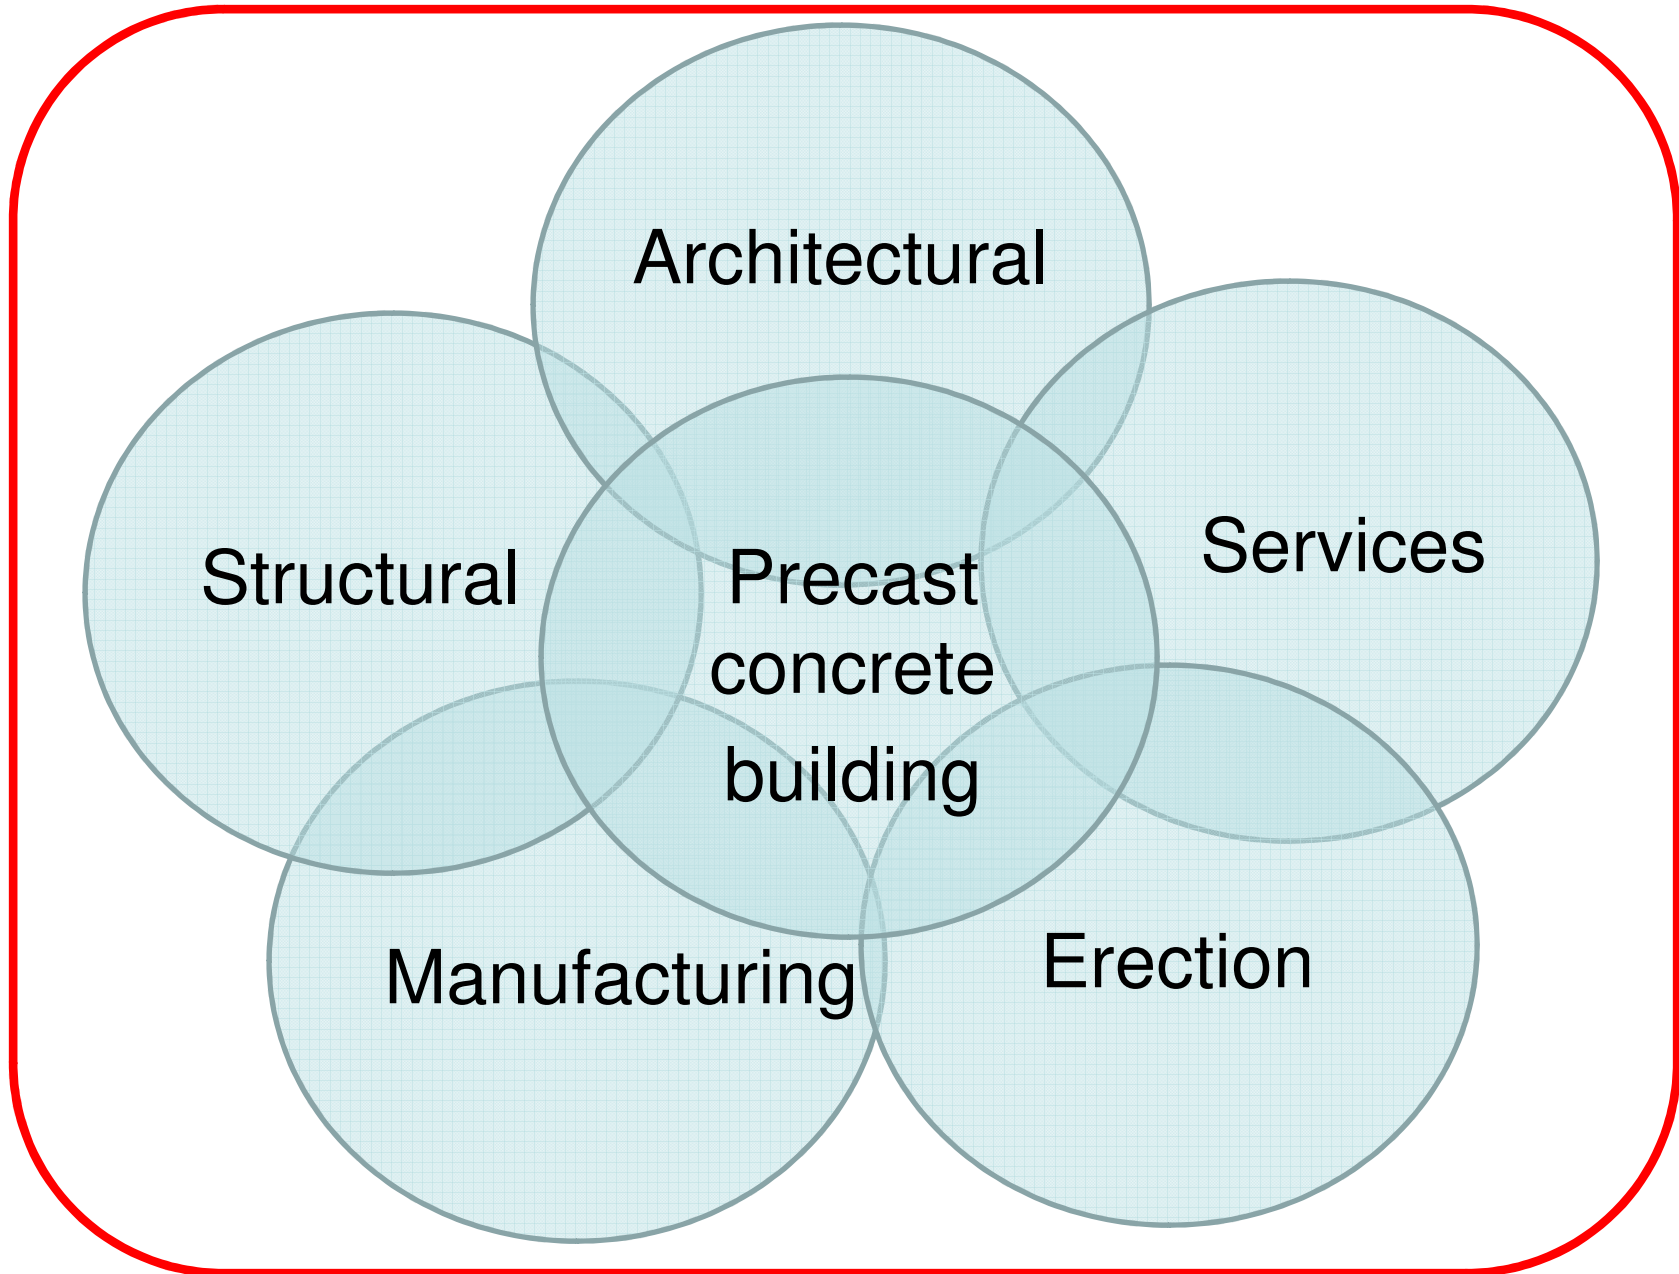 Architectural
Services
Structural
Precast
concrete
building
Manufacturing
Erection